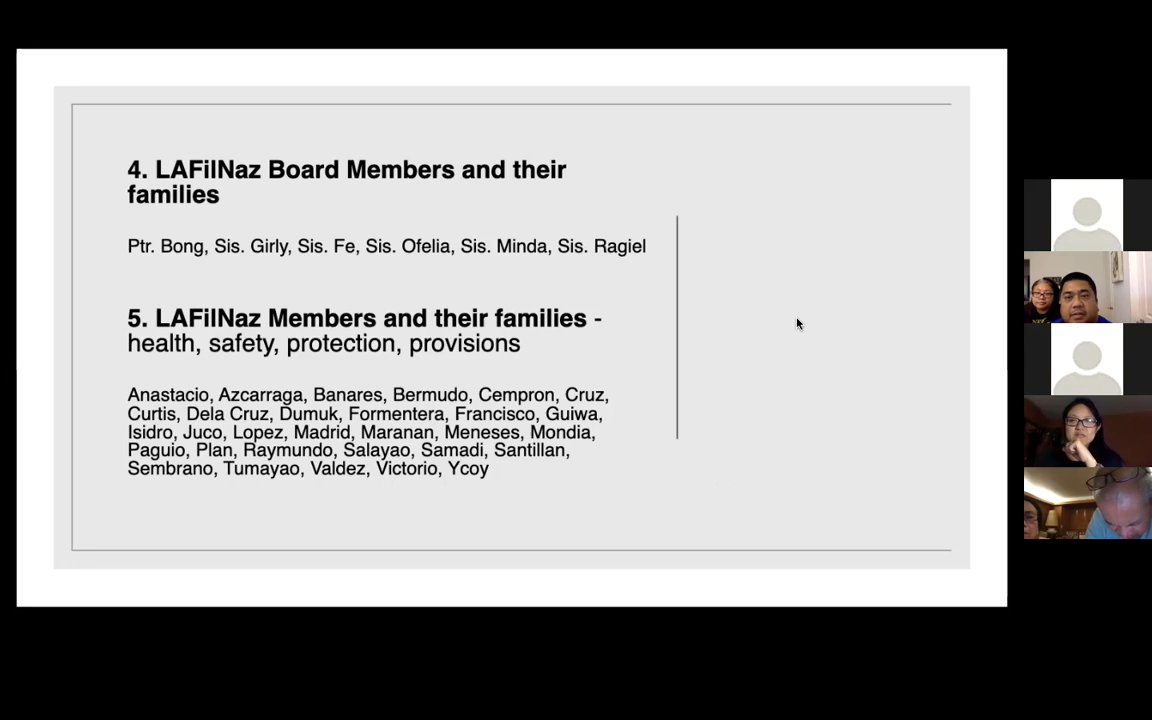 4. LAFilNaz Board Members and their
families
Ptr. Bong, Sis. Girly, Sis. Fe, Sis. Ofelia, Sis. Minda, Sis. Ragiel
5. LAFilNaz Members and their families -
health, safety, protection, provisions
Anastacio, Azcarraga, Banares, Bermudo, Cempron, Cruz,
Curtis, Dela Cruz, Dumuk, Formentera, Francisco, Guiwa,
Isidro, Juco, Lopez, Madrid, Maranan, Meneses, Mondia,
Paguio, Plan, Raymundo, Salayao, Samadi, Santillan,
Sembrano, Tumayao, Valdez, Victorio, Ycoy